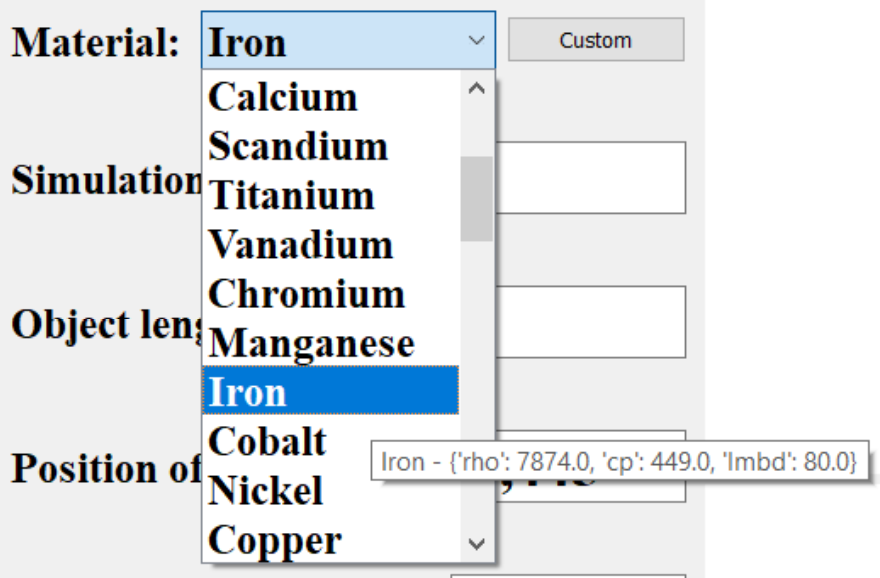 Material: Iron Custom
Calcium
Scandium
Simulation
Titanium
Vanadium
Chromium
Object leng
Manganese
Iron
Cobalt
Iron - {'rho': 7874.0, 'cp': 449.0, 'lmbd': 80.0}
Position of
Nickel
Copper